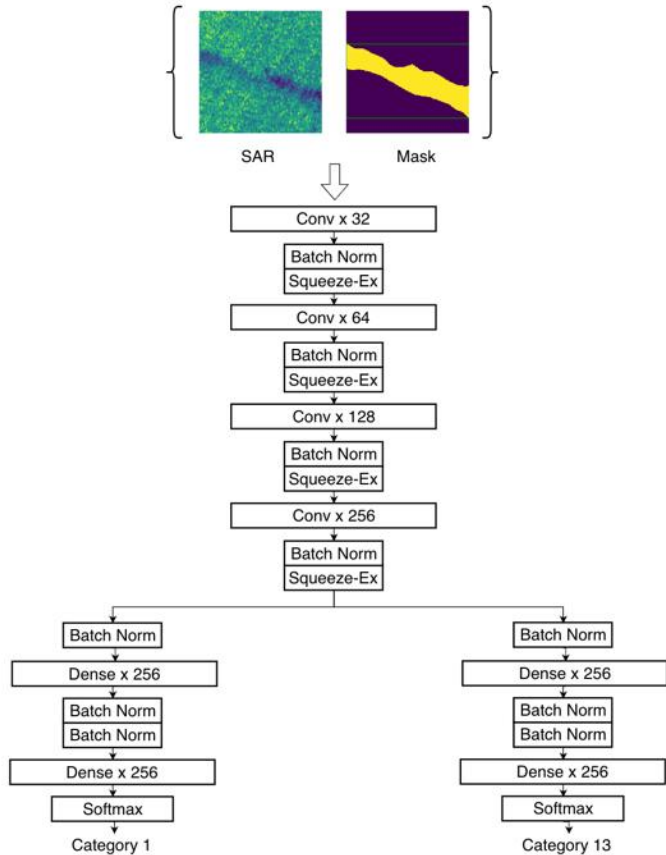 SAR Mask
Conv x 32
Batch Norm
Squeeze-Ex
Conv x 64
Batch Norm
Squeeze-Ex
Conv x 128
Batch Norm
Squeeze-Ex
Conv x 256
Batch Norm
Squeeze-Ex
Batch Norm
Dense x 256
Batch Norm
Batch Norm
Dense x 256
Softmax
Category 1
Batch Norm
Dense x 256
Batch Norm
Batch Norm
Dense x 256
Softmax
Category 13